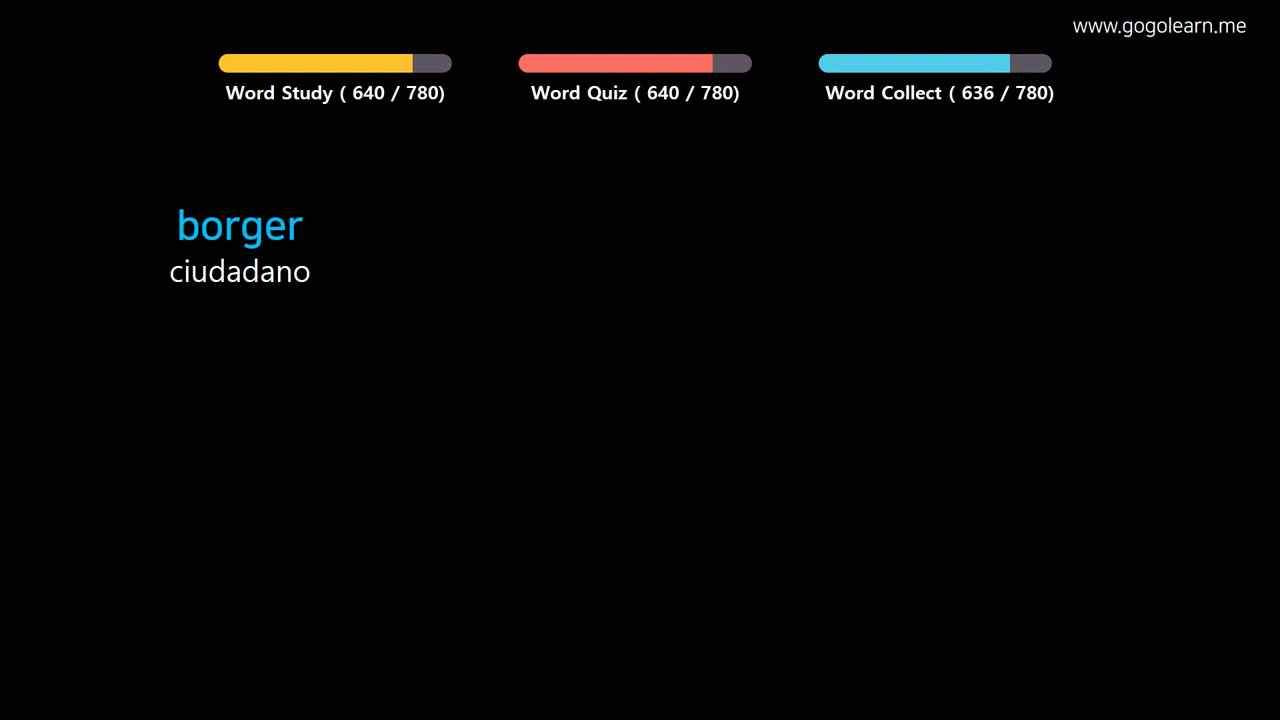 www.gogolearn.me
Word Study ( 640 / 780)
Word Quiz ( 640 / 780)
Word Collect ( 636 / 780)
borger
ciudadano